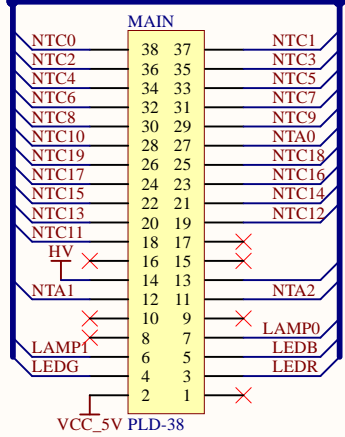 MAIN
NTC0 38 37 NTC1
NTC2 36 35 NTC3
NTC4 34 33 NTC5
NTC6 32 31 NTC7
NTC8 30 29 NTC9
NTC10 28 27 NTA0
NTC19 26 25 NTC18
NTC17 24 23 NTC16
NTC15 22 21 NTC14
NTC13 20 19 NTC12
NTC11 18 17
HV 16 15
14 13
NTA1 12 11 NTA2
10 9
8 7 LAMP0
LAMP1 6 5 LEDB
LEDG 4 3 LEDR
2 1
VCC_5V PLD-38